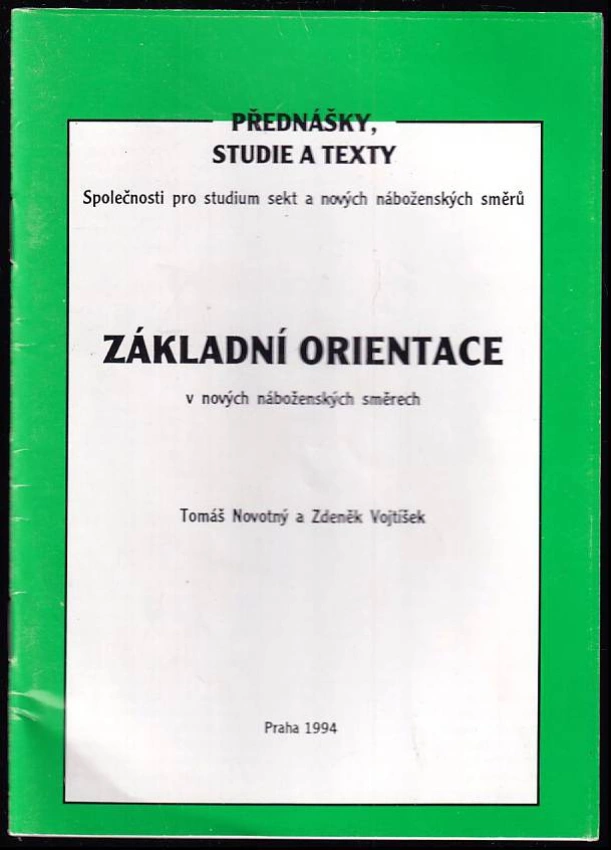 PŘEDNÁŠKY,
STUDIE A TEXTY
Společnosti pro studium sekt a nových náboženských směrů
ZÁKLADNÍ ORIENTACE
v nových náboženských směrech
Tomáš Novotný a Zdeněk Vojtíšek
Praha 1994